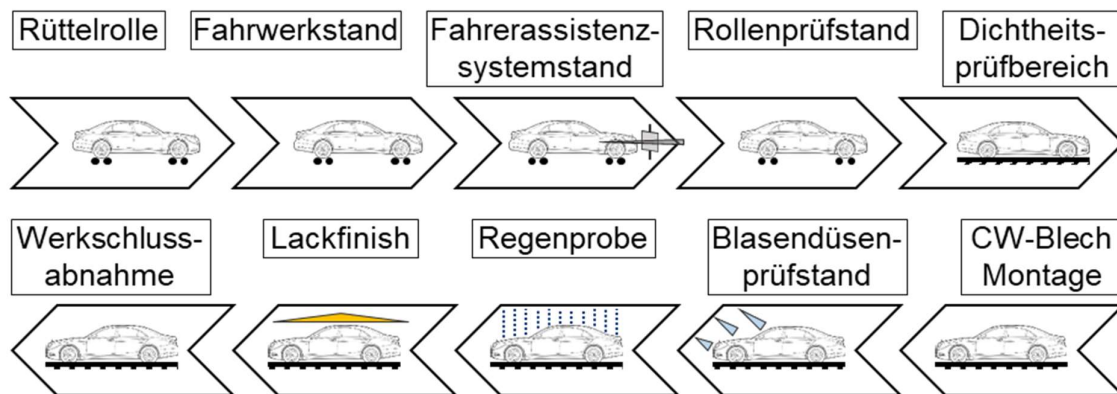 Rüttelrolle
Fahrwerkstand
Fahrerassistenz-
systemstand
Rollenprüfstand
Dichtheits-
prüfbereich
Werkschluss-
abnahme
Lackfinish
Regenprobe
Blasendüsen-
prüfstand
CW-Blech
Montage